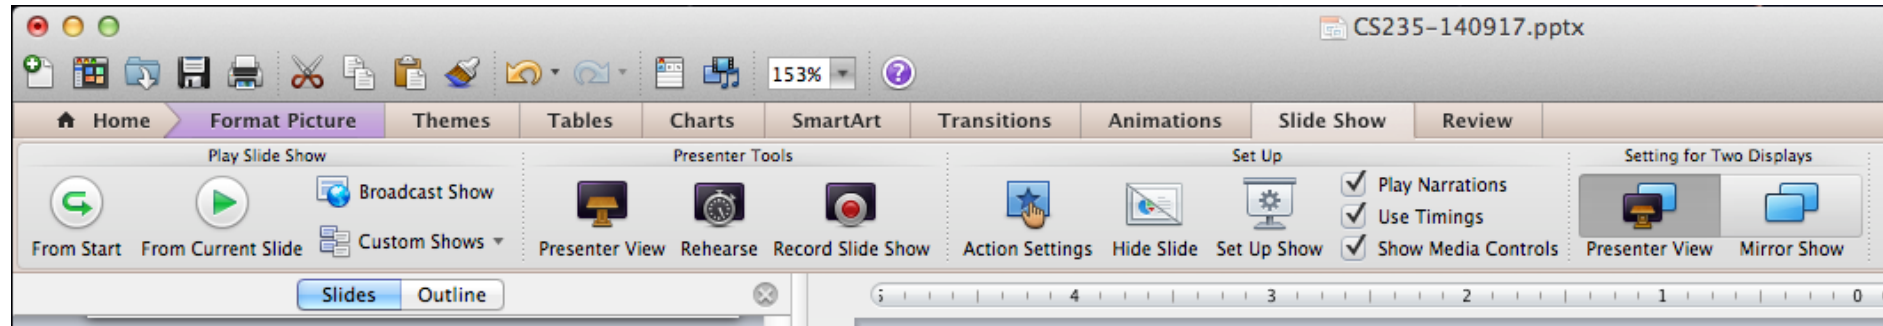 CS235-140917.pptx
153%
Home Format Picture Themes Tables Charts SmartArt Transitions Animations Slide Show Review
Play Slide Show Presenter Tools Set Up Setting for Two Displays
Broadcast Show Play Narrations
Use Timings
Custom Shows
From Start From Current Slide Presenter View Rehearse Record Slide Show Action Settings Hide Slide Set Up Show Show Media Controls Presenter View Mirror Show
Slides Outline
4 3 2 1 0